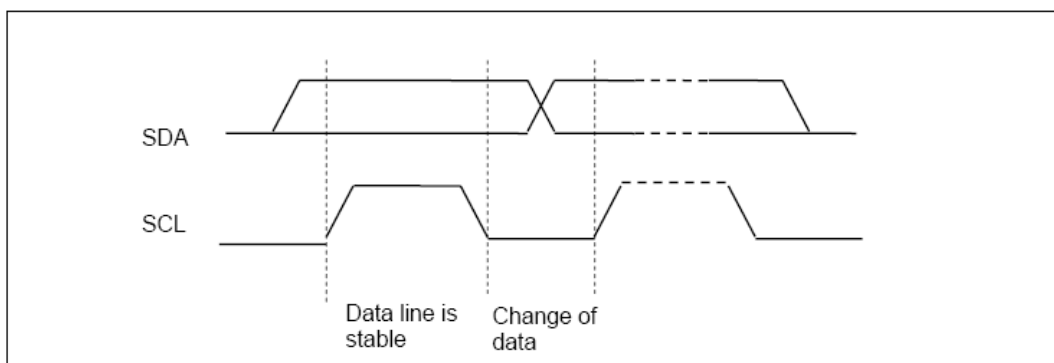 SDA
SCL
Data line is
stable
Change of
data